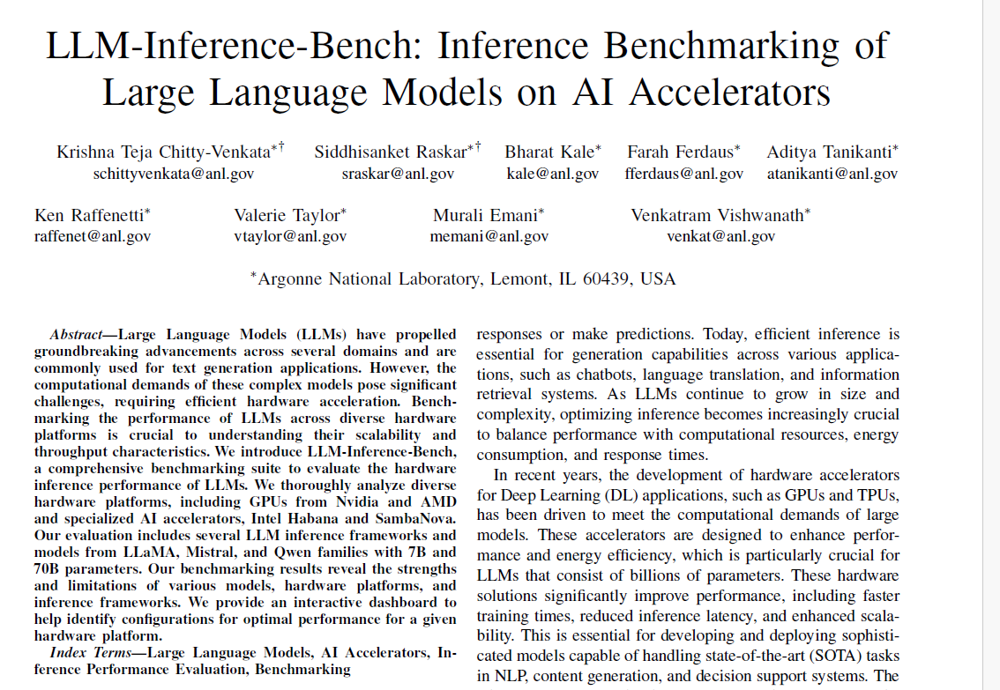 LLM-Inference-Bench: Inference Benchmarking of
Large Language Models on AI Accelerators
Krishna Teja Chitty-Venkata*† Siddhisanket Raskar*† Bharat Kale* Farah Ferdaus* Aditya Tanikanti*
schittyvenkata@anl.gov sraskar@anl.gov kale@anl.gov fferdaus@anl.gov atanikanti@anl.gov
Ken Raffenetti* Valerie Taylor* Murali Emani* Venkatram Vishwanath*
raffenet@anl.gov vtaylor@anl.gov memani@anl.gov venkat@anl.gov
*Argonne National Laboratory, Lemont, IL 60439, USA
Abstract—Large Language Models (LLMs) have propelled
groundbreaking advancements across several domains and are
commonly used for text generation applications. However, the
computational demands of these complex models pose significant
challenges, requiring efficient hardware acceleration. Bench-
marking the performance of LLMs across diverse hardware
platforms is crucial to understanding their scalability and
throughput characteristics. We introduce LLM-Inference-Bench,
a comprehensive benchmarking suite to evaluate the hardware
inference performance of LLMs. We thoroughly analyze diverse
hardware platforms, including GPUs from Nvidia and AMD
and specialized AI accelerators, Intel Habana and SambaNova.
Our evaluation includes several LLM inference frameworks and
models from LLaMA, Mistral, and Qwen families with 7B and
70B parameters. Our benchmarking results reveal the strengths
and limitations of various models, hardware platforms, and
inference frameworks. We provide an interactive dashboard to
help identify configurations for optimal performance for a given
hardware platform.
Index Terms—Large Language Models, AI Accelerators, In-
ference Performance Evaluation, Benchmarking
responses or make predictions. Today, efficient inference is
essential for generation capabilities across various applica-
tions, such as chatbots, language translation, and information
retrieval systems. As LLMs continue to grow in size and
complexity, optimizing inference becomes increasingly crucial
to balance performance with computational resources, energy
consumption, and response times.
In recent years, the development of hardware accelerators
for Deep Learning (DL) applications, such as GPUs and TPUs,
has been driven to meet the computational demands of large
models. These accelerators are designed to enhance perfor-
mance and energy efficiency, which is particularly crucial for
LLMs that consist of billions of parameters. These hardware
solutions significantly improve performance, including faster
training times, reduced inference latency, and enhanced scala-
bility. This is essential for developing and deploying sophisti-
cated models capable of handling state-of-the-art (SOTA) tasks
in NLP, content generation, and decision support systems. The